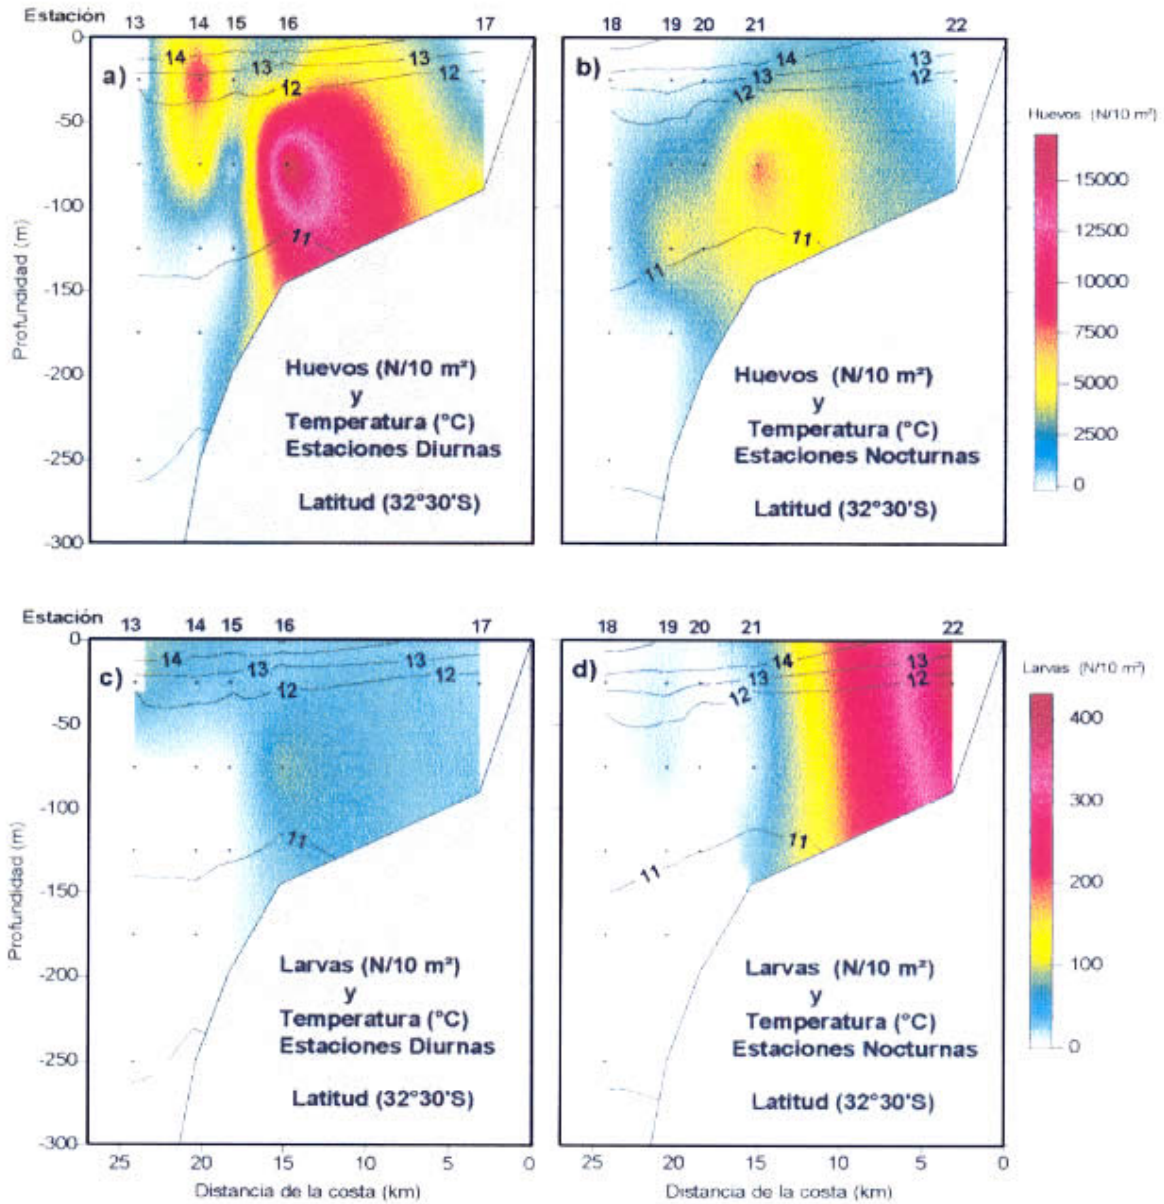 Estación
13 14 15 16 17
18 19 20 21 22
0
-50
-100
-150
-200
-250
-300
Profundidad (m)
a)
14
13
13
12
12
11
Huevos (N/10 m²)
y
Temperatura (°C)
Estaciones Diurnas
Latitud (32°30'S)
b)
14
13
13
12
12
11
11
Huevos (N/10 m²)
y
Temperatura (°C)
Estaciones Nocturnas
Latitud (32°30'S)
Huevos (N/10 m²)
15000
12500
10000
7500
5000
2500
0
Estación
13 14 15 16 17
18 19 20 21 22
0
-50
-100
-150
-200
-250
-300
Profundidad (m)
c)
14
13
13
12
12
11
Larvas (N/10 m²)
y
Temperatura (°C)
Estaciones Diurnas
Latitud (32°30'S)
d)
14
13
13
12
12
11
11
Larvas (N/10 m²)
y
Temperatura (°C)
Estaciones Nocturnas
Latitud (32°30'S)
Larvas (N/10 m²)
400
300
200
100
0
25 20 15 10 5 0
Distancia de la costa (km)
25 20 15 10 5 0
Distancia de la costa (km)